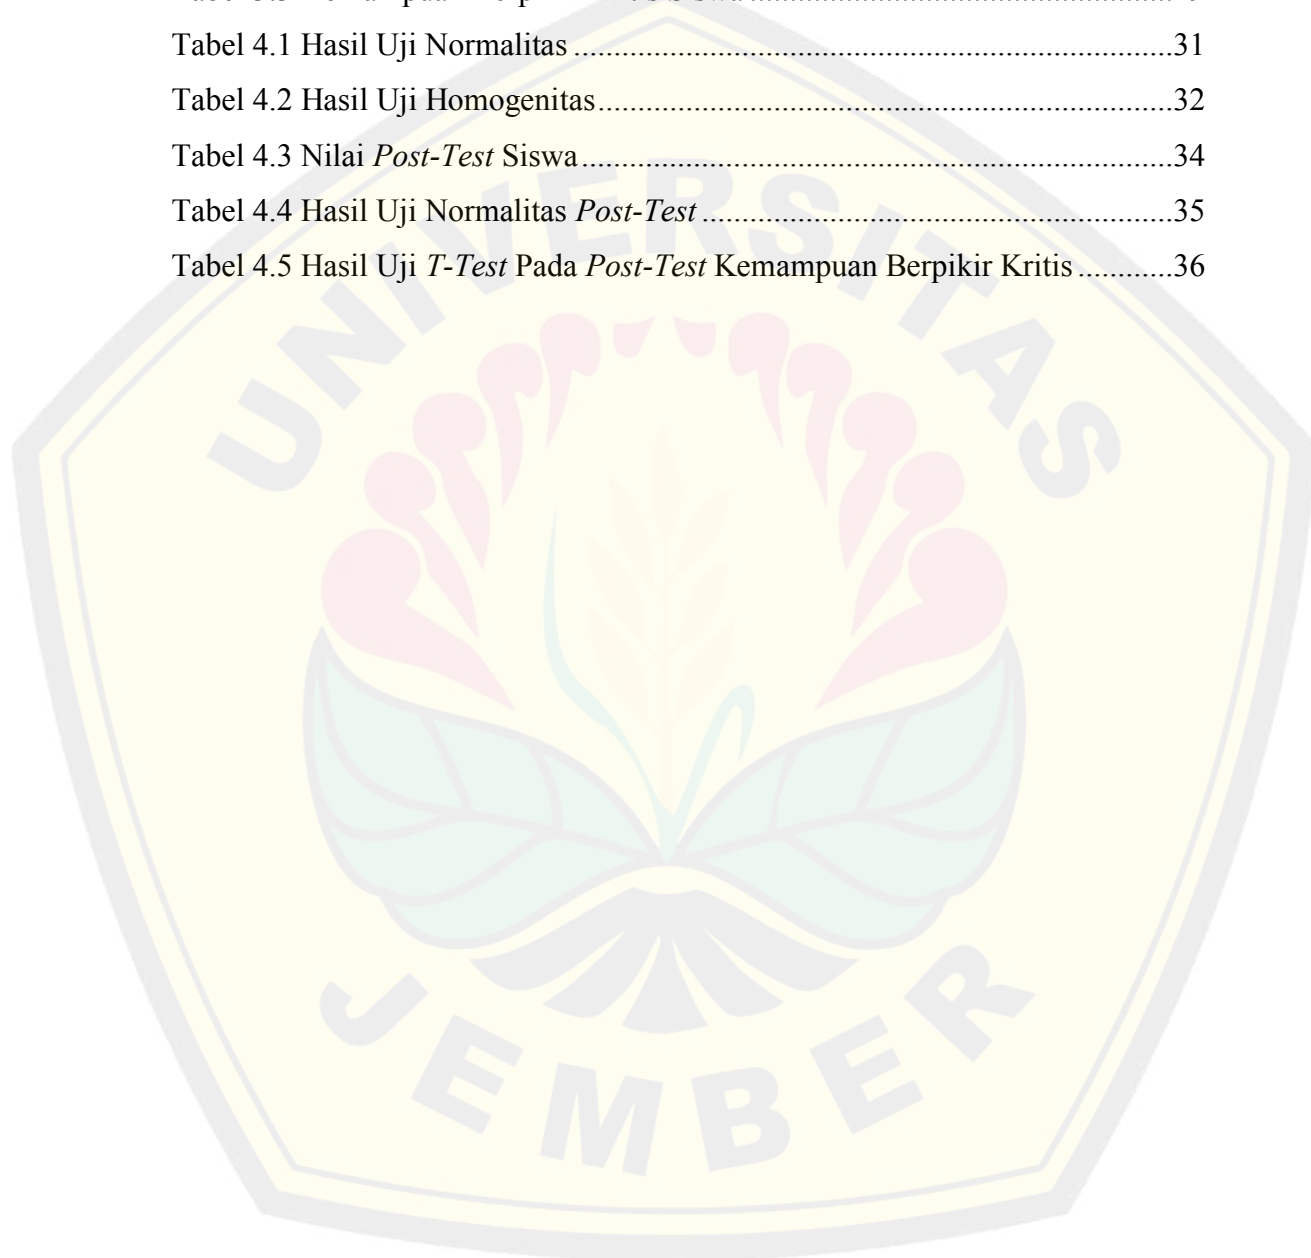 Tabel 4.1 Hasil Uji Normalitas ............................................................................31
Tabel 4.2 Hasil Uji Homogenitas.........................................................................32
Tabel 4.3 Nilai Post-Test Siswa...........................................................................34
Tabel 4.4 Hasil Uji Normalitas Post-Test ............................................................35
Tabel 4.5 Hasil Uji T-Test Pada Post-Test Kemampuan Berpikir Kritis ............36
UNIVERSITAS
JEMBER